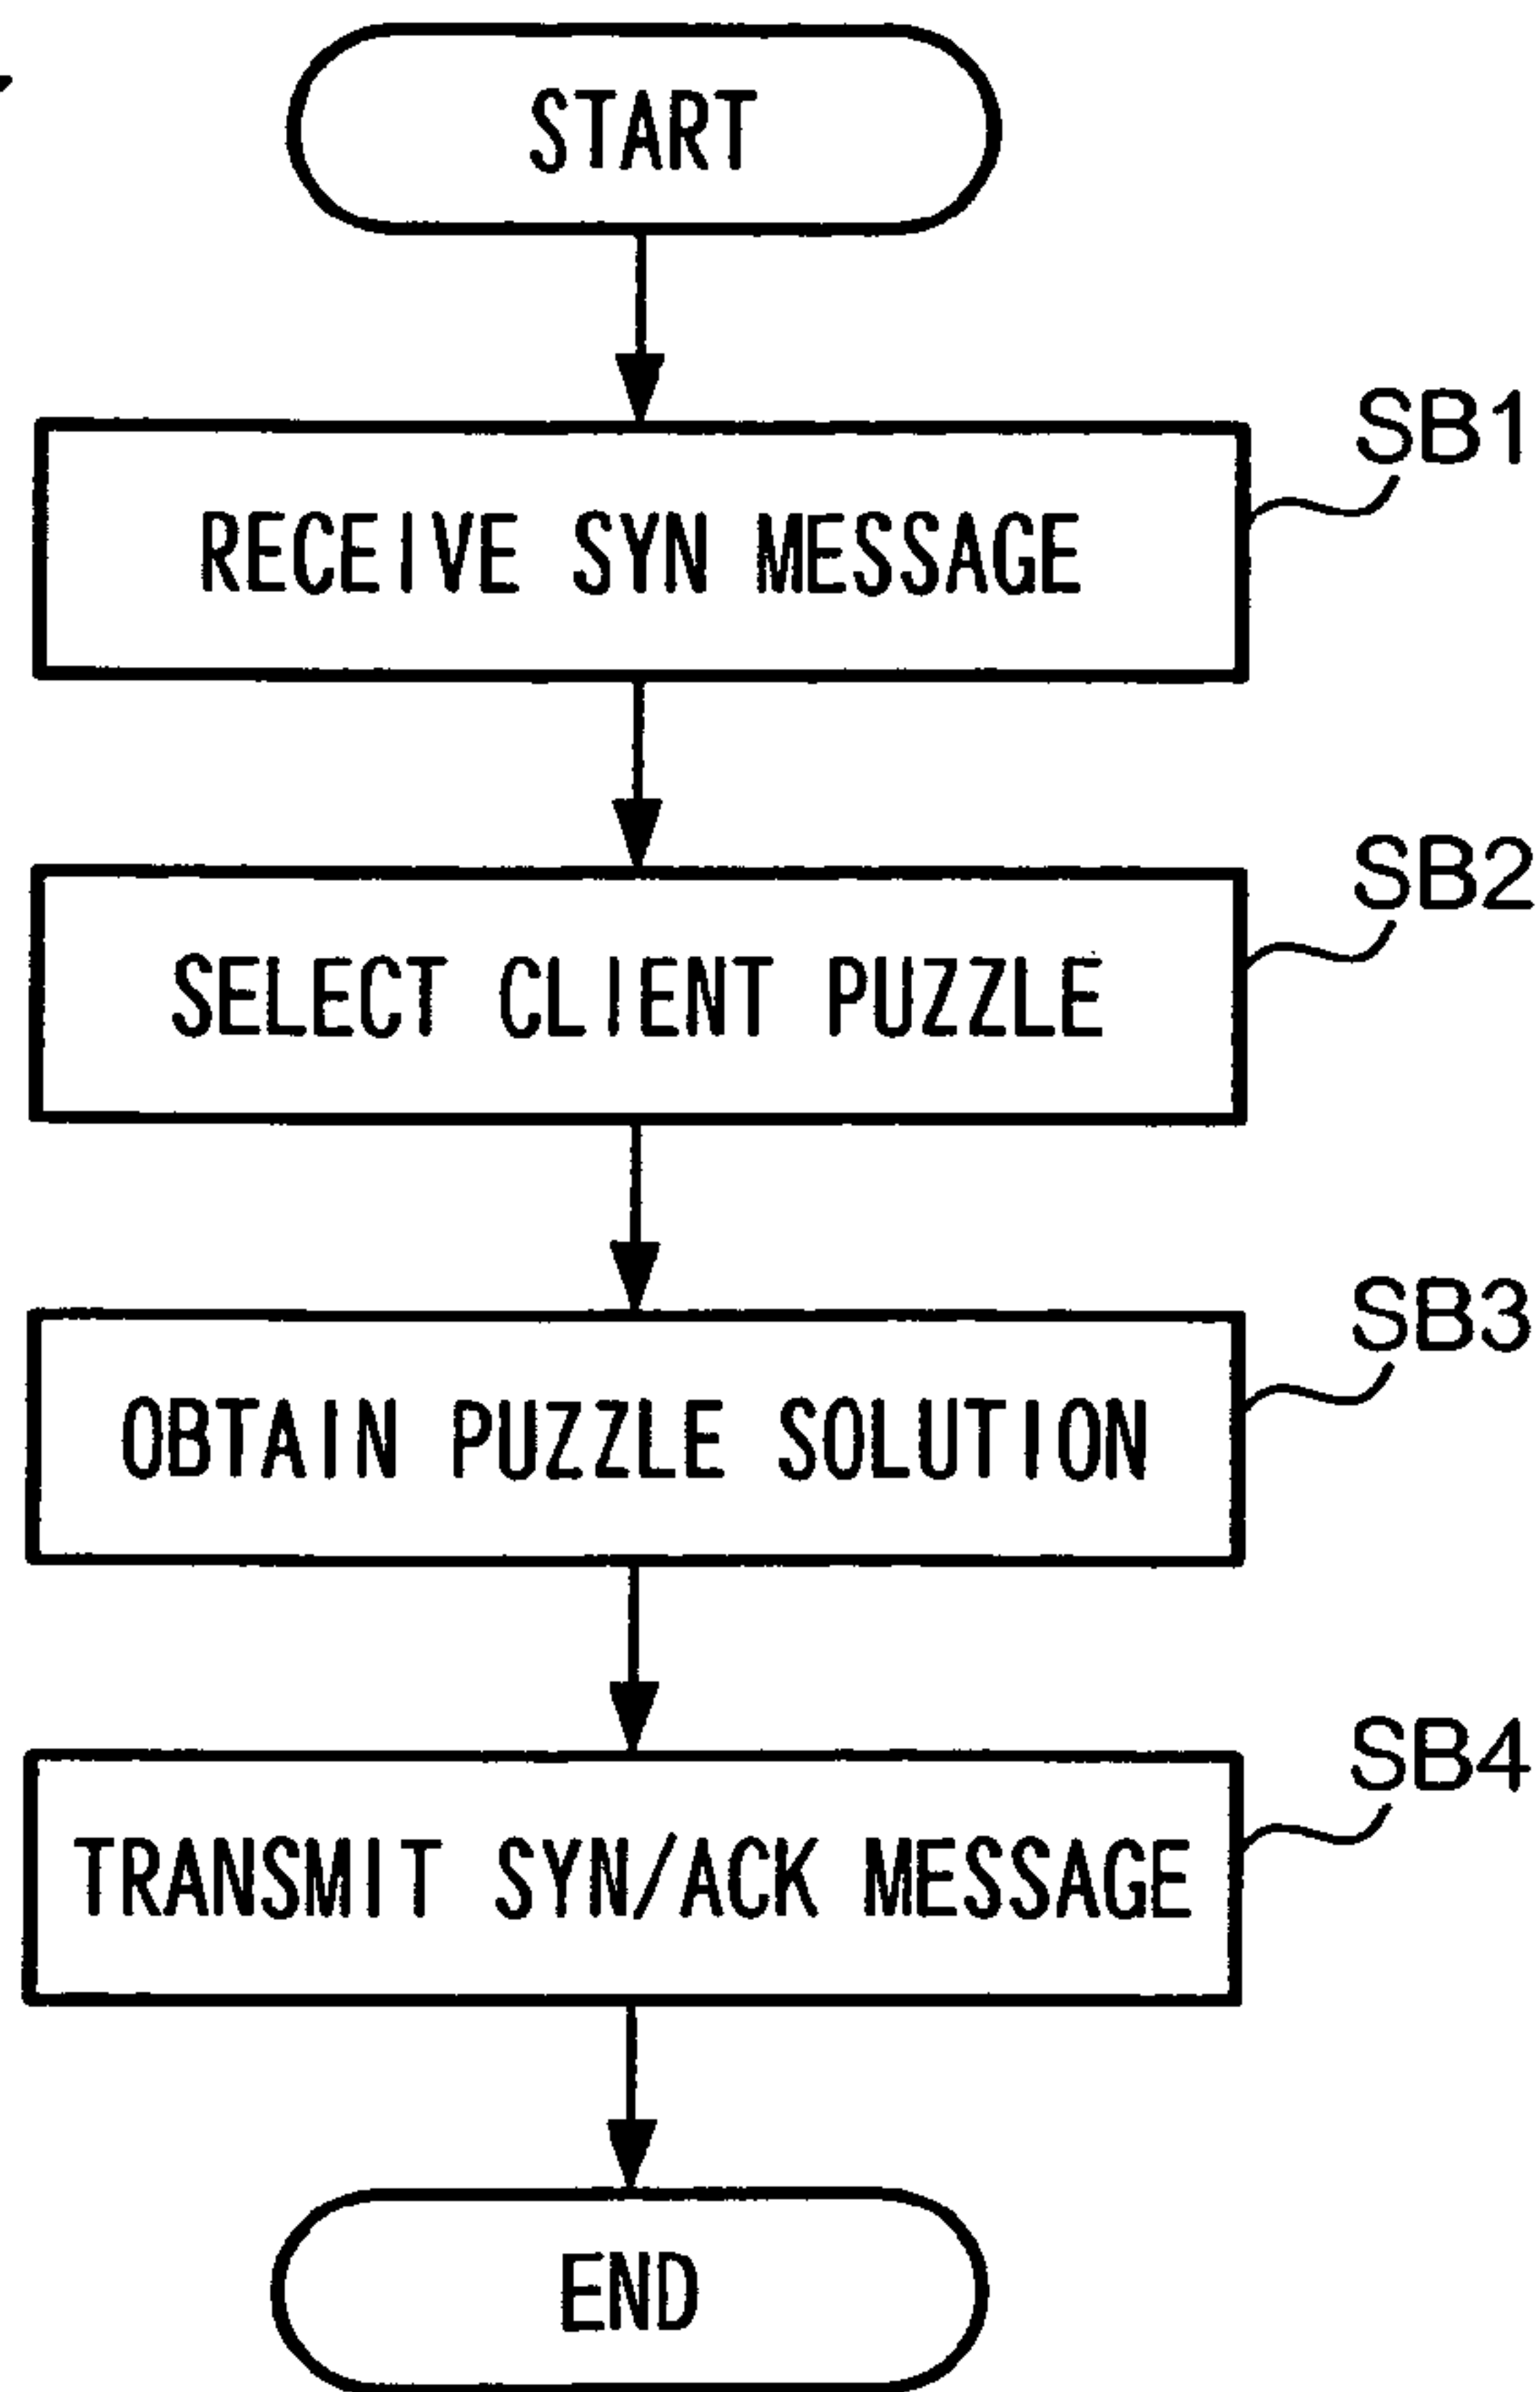 START
SB1
RECEIVE SYN MESSAGE
SB2
SELECT CLIENT PUZZLE
SB3
OBTAIN PUZZLE SOLUTION
SB4
TRANSMIT SYN/ACK MESSAGE
END